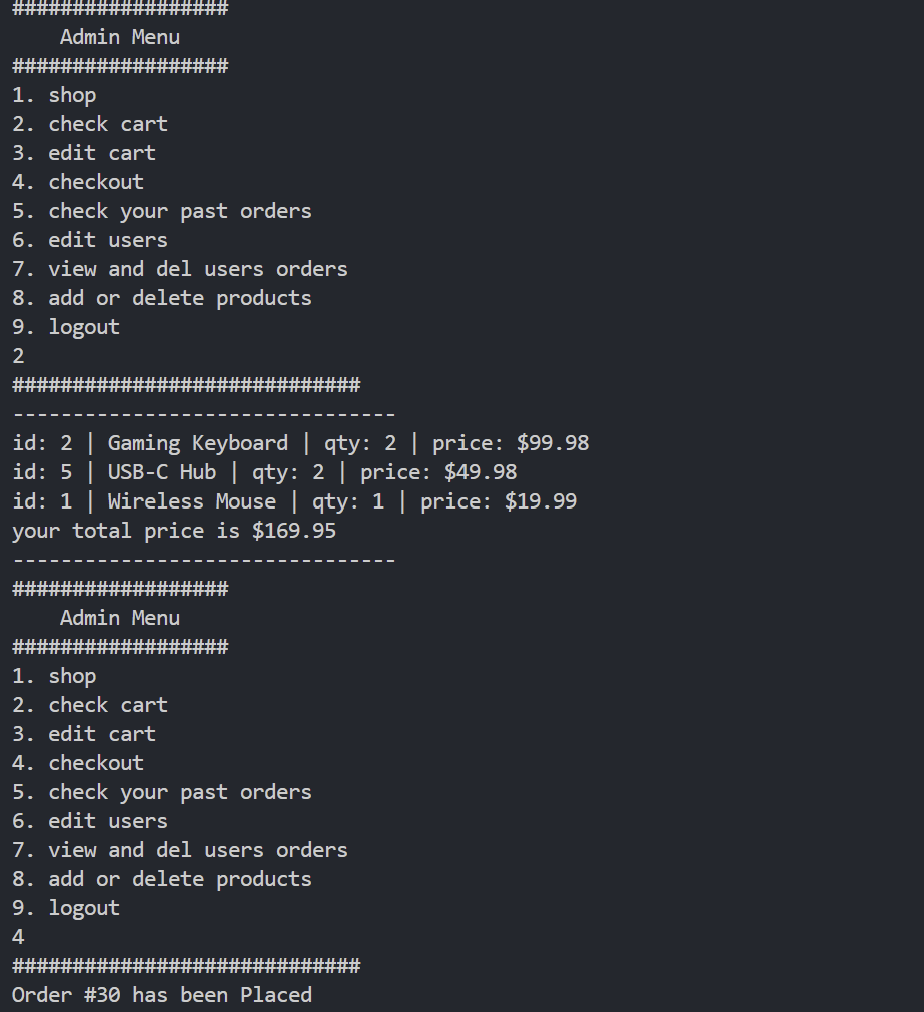 ##################
    Admin Menu
##################
1. shop
2. check cart
3. edit cart
4. checkout
5. check your past orders
6. edit users
7. view and del users orders
8. add or delete products
9. logout
2
#############################
--------------------------------
id: 2 | Gaming Keyboard | qty: 2 | price: $99.98
id: 5 | USB-C Hub | qty: 2 | price: $49.98
id: 1 | Wireless Mouse | qty: 1 | price: $19.99
your total price is $169.95
--------------------------------
##################
    Admin Menu
##################
1. shop
2. check cart
3. edit cart
4. checkout
5. check your past orders
6. edit users
7. view and del users orders
8. add or delete products
9. logout
4
#############################
Order #30 has been Placed